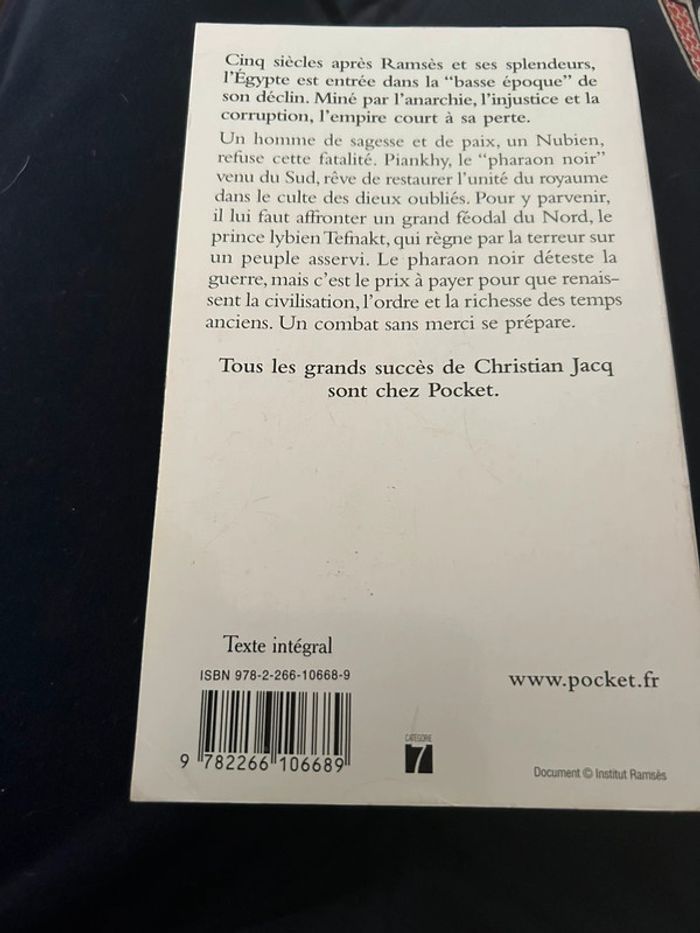 Cinq siècles après Ramsès et ses splendeurs,
l'Égypte est entrée dans la "basse époque" de
son déclin. Miné par l'anarchie, l'injustice et la
corruption, l'empire court à sa perte.
Un homme de sagesse et de paix, un Nubien,
refuse cette fatalité. Piankhy, le "pharaon noir"
venu du Sud, rêve de restaurer l'unité du royaume
dans le culte des dieux oubliés. Pour y parvenir,
il lui faut affronter un grand féodal du Nord, le
prince lybien Tefnakt, qui règne par la terreur sur
un peuple asservi. Le pharaon noir déteste la
guerre, mais c'est le prix à payer pour que renais-
sent la civilisation, l'ordre et la richesse des temps
anciens. Un combat sans merci se prépare.
Tous les grands succès de Christian Jacq
sont chez Pocket.
Texte intégral
ISBN 978-2-266-10668-9
9 782266 106689
CATÉGORIE
7
www.pocket.fr
Document © Institut Ramsès